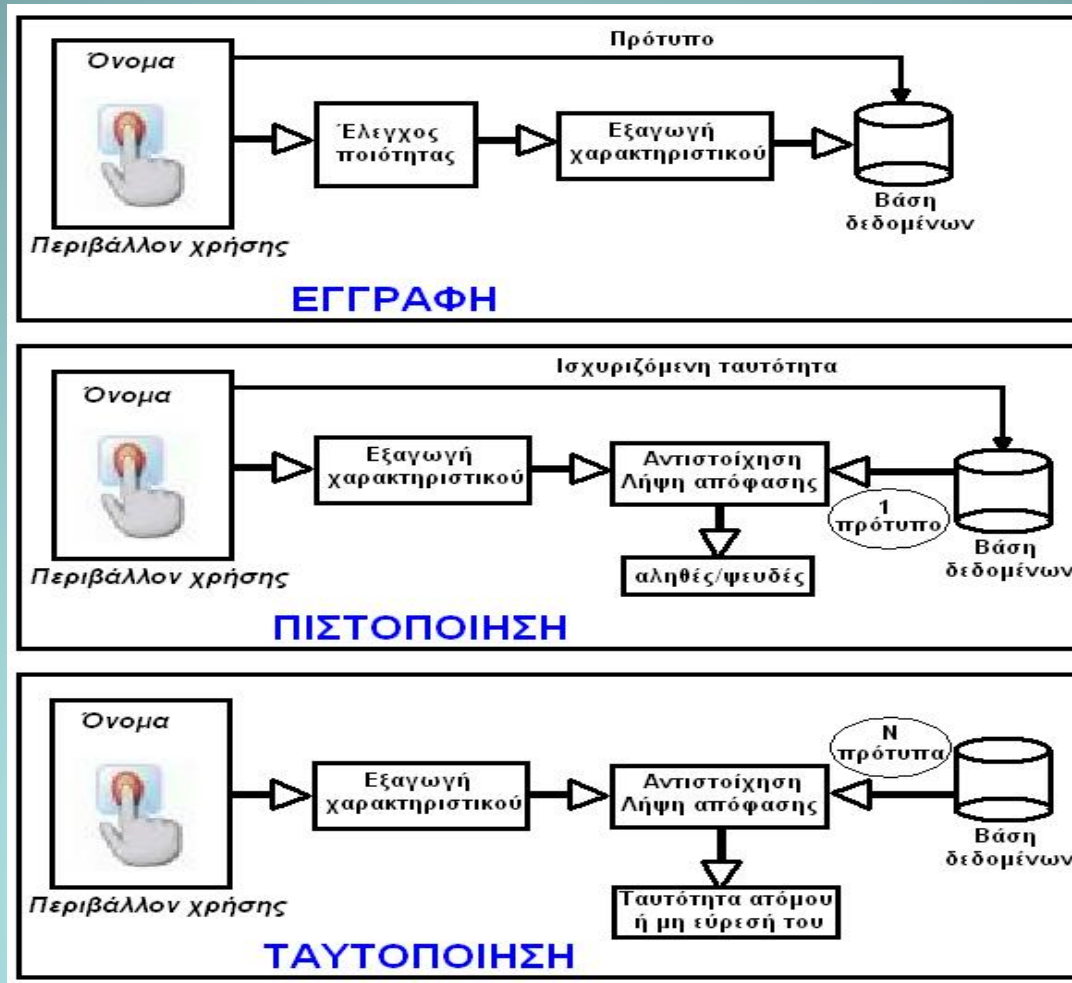 Πρότυπο
Όνομα
Έλεγχος
ποιότητας
Εξαγωγή
χαρακτηριστικού
Βάση
δεδομένων
Περιβάλλον χρήσης
ΕΓΓΡΑΦΗ
Ισχυριζόμενη ταυτότητα
Όνομα
Εξαγωγή
χαρακτηριστικού
Αντιστοίχηση
Λήψη απόφασης
1
πρότυπο
Βάση
δεδομένων
αληθές/ψευδές
Περιβάλλον χρήσης
ΠΙΣΤΟΠΟΙΗΣΗ
Όνομα
Εξαγωγή
χαρακτηριστικού
Αντιστοίχηση
Λήψη απόφασης
N
πρότυπα
Βάση
δεδομένων
Ταυτότητα ατόμου
ή μη εύρεσή του
Περιβάλλον χρήσης
ΤΑΥΤΟΠΟΙΗΣΗ